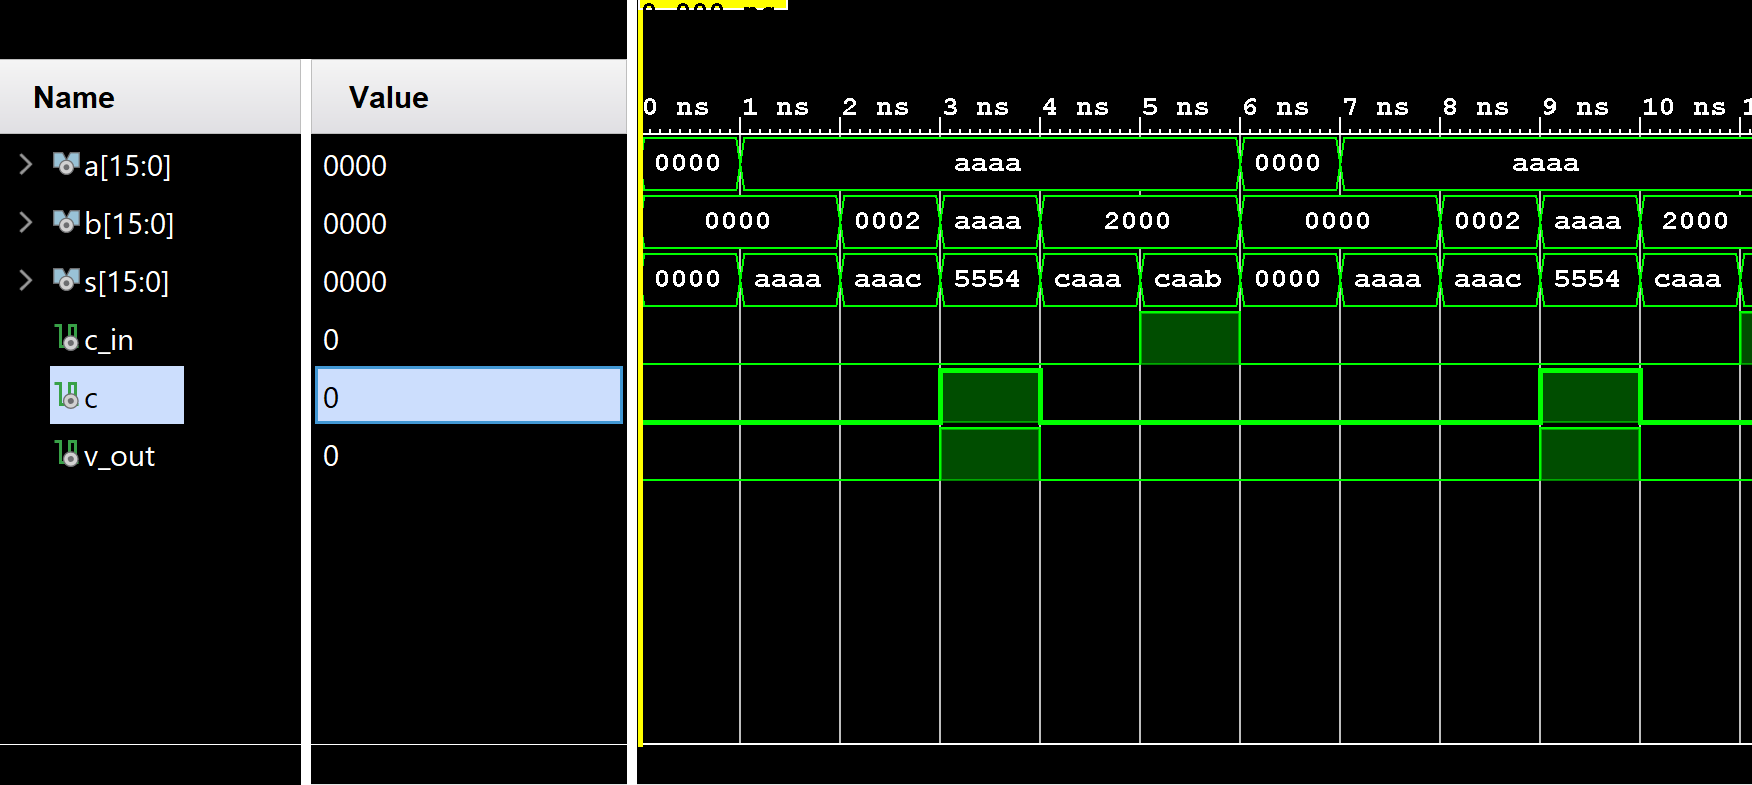 0.000 ns
Name Value
0 ns 1 ns 2 ns 3 ns 4 ns 5 ns 6 ns 7 ns 8 ns 9 ns 10 ns
a[15:0] 0000 0000 aaaa 0000 aaaa
b[15:0] 0000 0000 0002 aaaa 2000 0000 0002 aaaa 2000
s[15:0] 0000 0000 aaaa aaac 5554 caaa caab 0000 aaaa aaac 5554 caaa
c_in 0
c 0
v_out 0